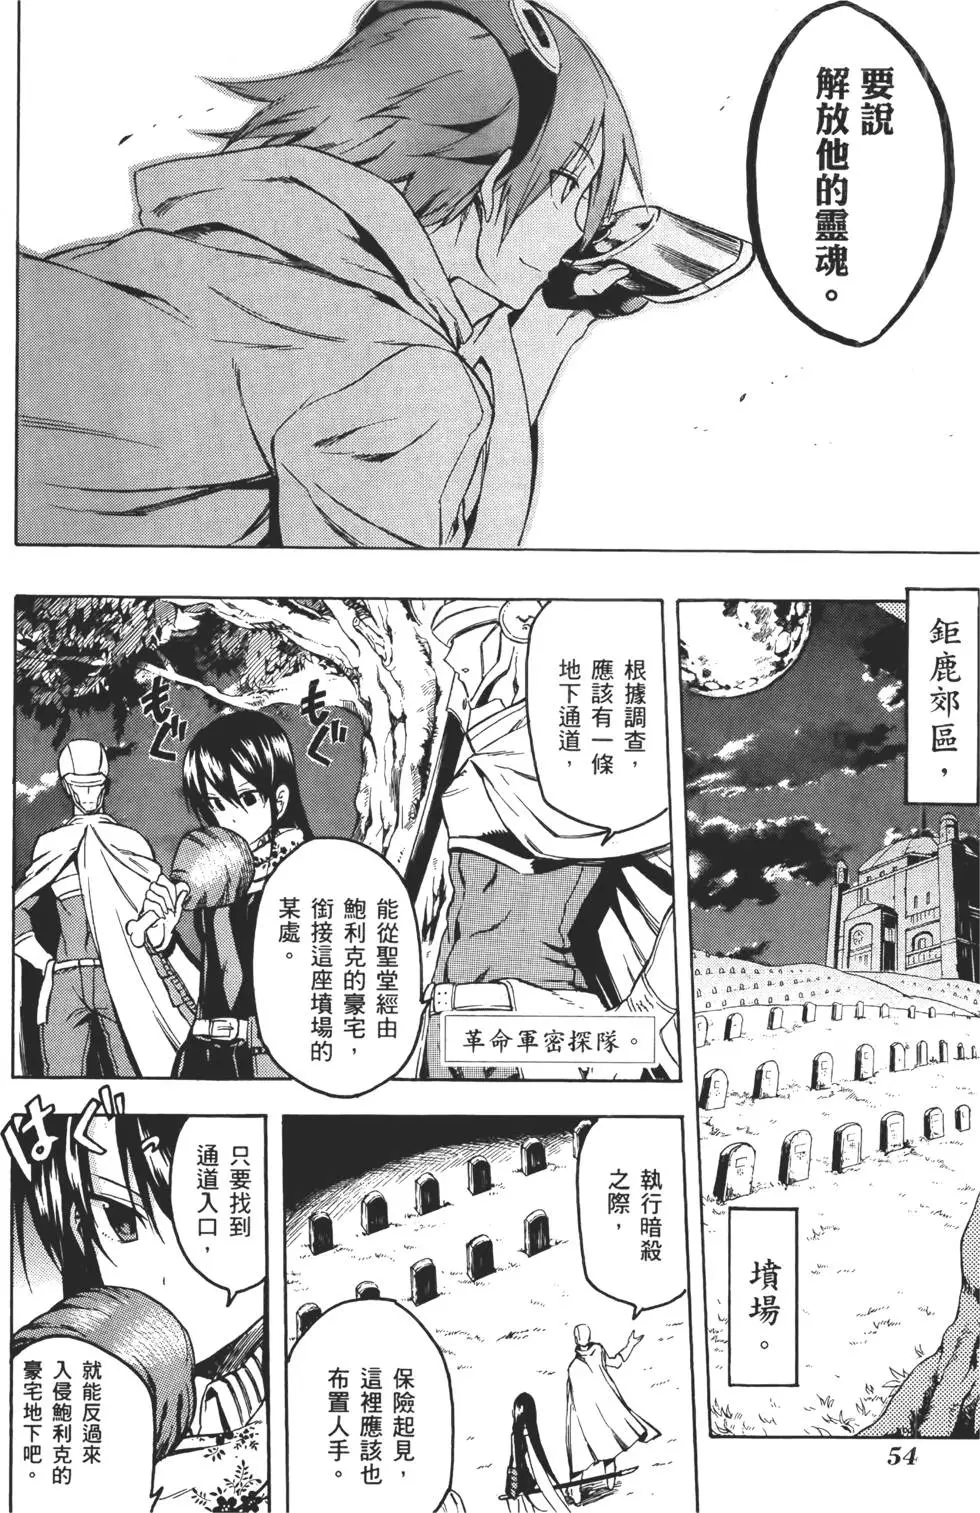 要說
解放他的靈魂。
鉅鹿郊區，
墳場。
根據調查，
應該有一條
地下通道，
能從聖堂經由
鮑利克的豪宅，
銜接這座墳場的
某處。
革命軍密探隊。
もぐ
もぐ
執行暗殺
之際，
保險起見，
這裡應該也
布置人手。
只要找到
通道入口，
就能反過來
入侵鮑利克的
豪宅地下吧。
はぐっ
54